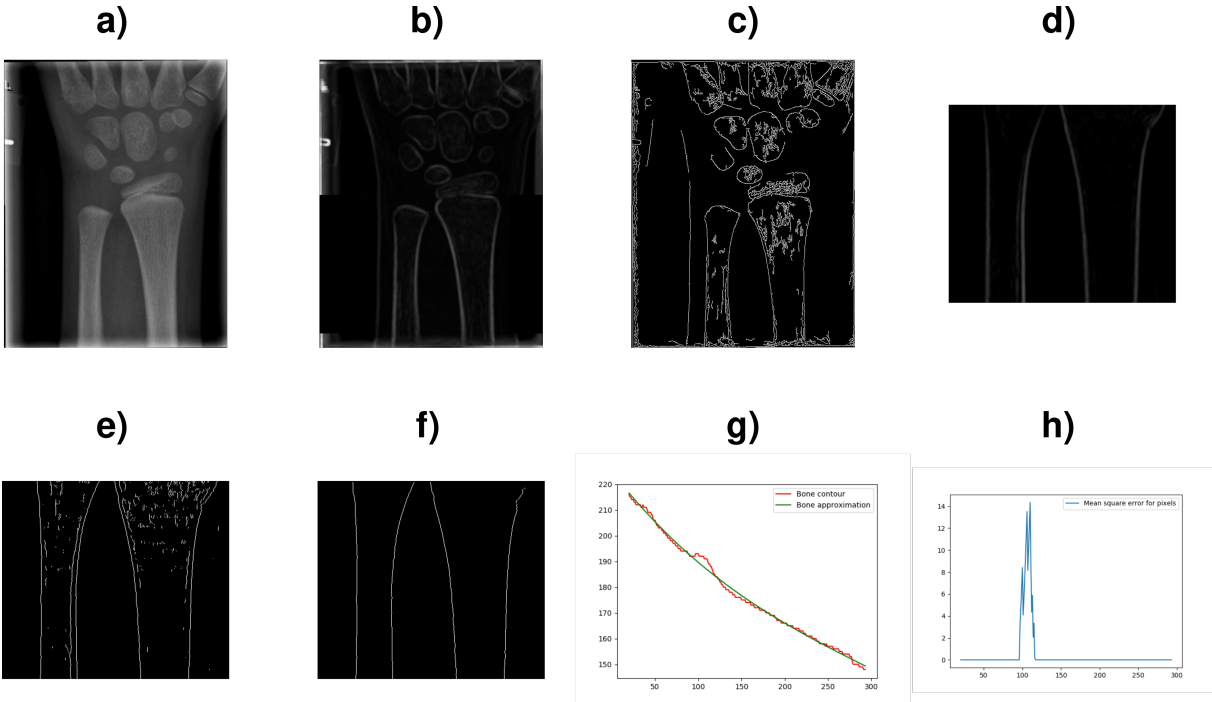 a) b) c) d)
e) f) g) h)
220
210
200
190
180
170
160
150
50 100 150 200 250 300
Bone contour
Bone approximation
14
12
10
8
6
4
2
0
50 100 150 200 250 300
Mean square error for pixels